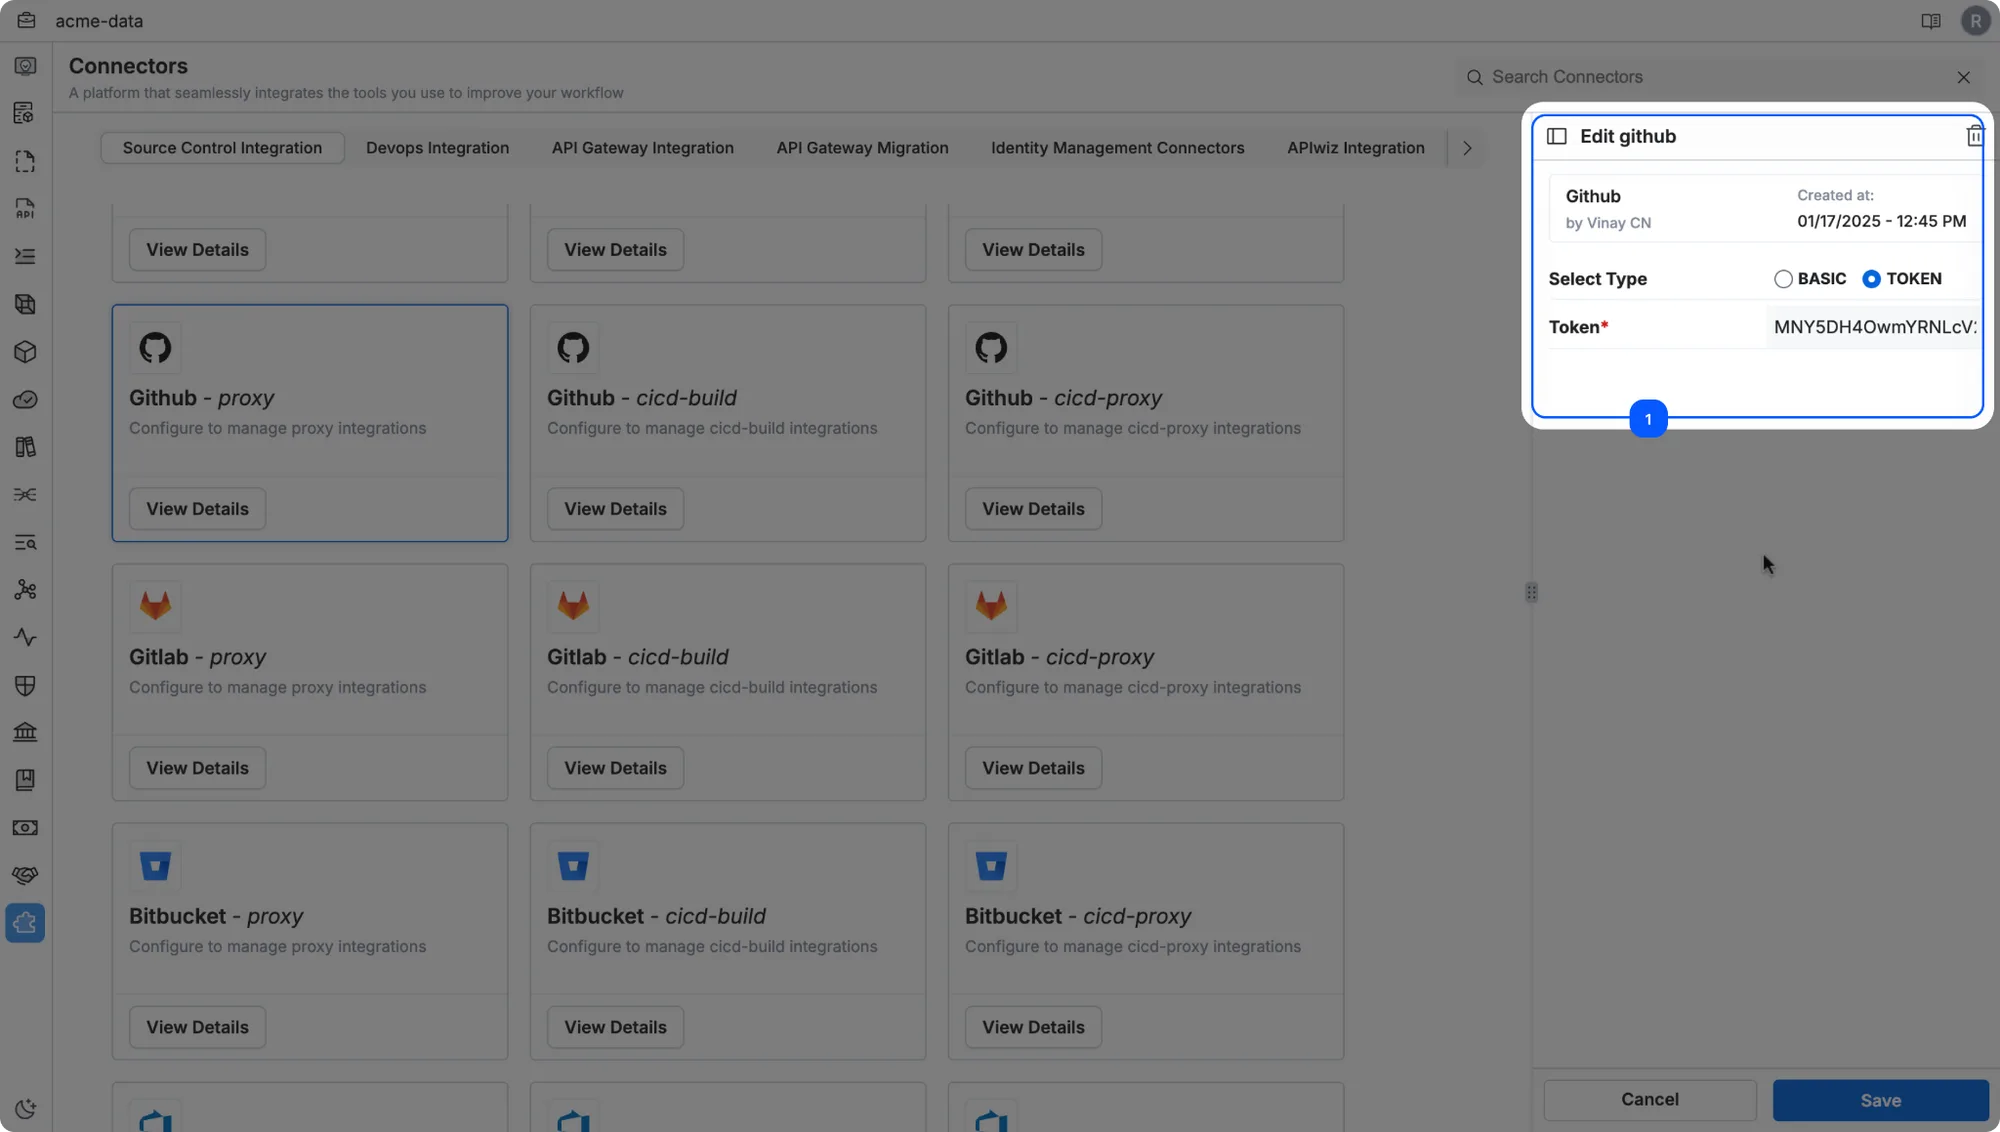 acme-data
R
Connectors
A platform that seamlessly integrates the tools you use to improve your workflow
Search Connectors
Source Control Integration
Devops Integration
API Gateway Integration
API Gateway Migration
Identity Management Connectors
APIwiz Integration
API
View Details
View Details
View Details
Github - proxy
Configure to manage proxy integrations
View Details
Github - cicd-build
Configure to manage cicd-build integrations
View Details
Github - cicd-proxy
Configure to manage cicd-proxy integrations
View Details
Gitlab - proxy
Configure to manage proxy integrations
View Details
Gitlab - cicd-build
Configure to manage cicd-build integrations
View Details
Gitlab - cicd-proxy
Configure to manage cicd-proxy integrations
View Details
Bitbucket - proxy
Configure to manage proxy integrations
View Details
Bitbucket - cicd-build
Configure to manage cicd-build integrations
View Details
Bitbucket - cicd-proxy
Configure to manage cicd-proxy integrations
View Details
Edit github
Github
by Vinay CN
Created at:
01/17/2025 - 12:45 PM
Select Type
BASIC
TOKEN
Token*
MNY5DH4OwmYRNLcV
1
Cancel
Save